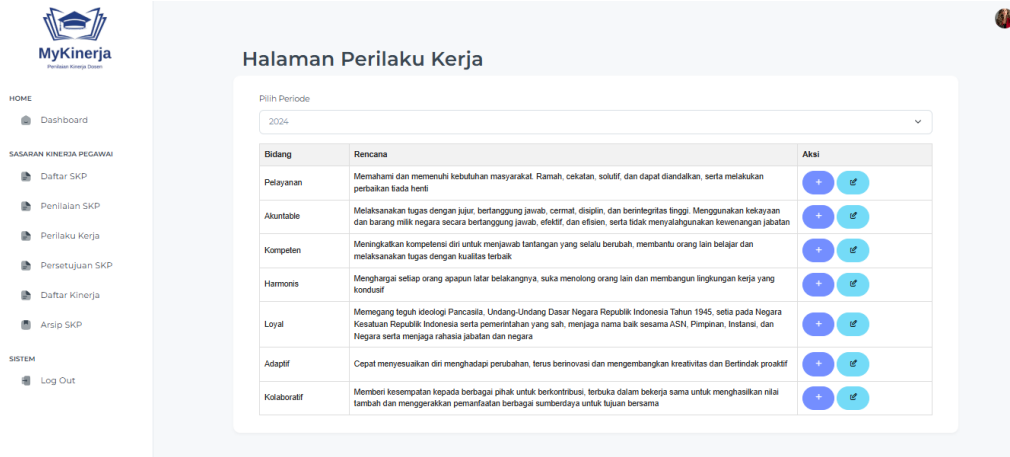 MyKinerja
Penilaian Kinerja Dosen
HOME
Dashboard
SASARAN KINERJA PEGAWAI
Daftar SKP
Penilaian SKP
Perilaku Kerja
Persetujuan SKP
Daftar Kinerja
Arsip SKP
SISTEM
Log Out
Halaman Perilaku Kerja
Pilih Periode
2024
Bidang Rencana Aksi
Pelayanan Memahami dan memenuhi kebutuhan masyarakat. Ramah, cekatan, solutif, dan dapat diandalkan, serta melakukan
perbaikan tiada henti
Akuntable Melaksanakan tugas dengan jujur, bertanggung jawab, cermat, disiplin, dan berintegritas tinggi. Menggunakan kekayaan
dan barang milik negara secara bertanggung jawab, efektif, dan efisien, serta tidak menyalahgunakan kewenangan jabatan
Kompeten Meningkatkan kompetensi diri untuk menjawab tantangan yang selalu berubah, membantu orang lain belajar dan
melaksanakan tugas dengan kualitas terbaik
Harmonis Menghargai setiap orang apapun latar belakangnya, suka menolong orang lain dan membangun lingkungan kerja yang
kondusif
Loyal Memegang teguh ideologi Pancasila, Undang-Undang Dasar Negara Republik Indonesia Tahun 1945, setia pada Negara
Kesatuan Republik Indonesia serta pemerintahan yang sah, menjaga nama baik sesama ASN, Pimpinan, Instansi, dan
Negara serta menjaga rahasia jabatan dan negara
Adaptif Cepat menyesuaikan diri menghadapi perubahan, terus berinovasi dan mengembangkan kreativitas dan Bertindak proaktif
Kolaboratif Memberi kesempatan kepada berbagai pihak untuk berkontribusi, terbuka dalam bekerja sama untuk menghasilkan nilai
tambah dan menggerakkan pemanfaatan berbagai sumberdaya untuk tujuan bersama